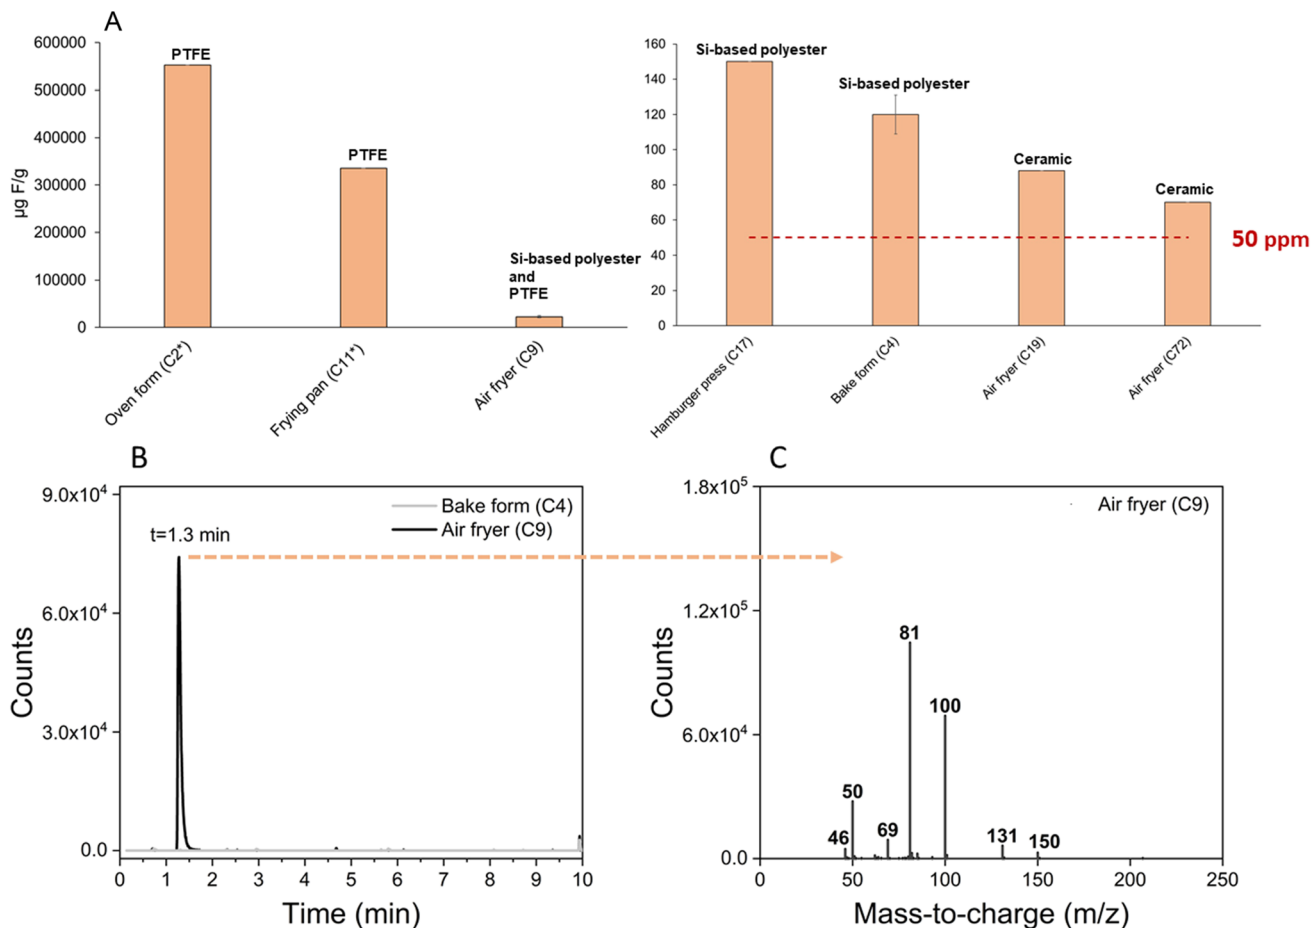 A
600000
500000
400000
300000
200000
100000
0
µg F/g
PTFE
PTFE
Si-based polyester
and
PTFE
Oven form (C2*)
Frying pan (C11*)
Air fryer (C9)
160
140
120
100
80
60
40
20
0
Si-based polyester
Si-based polyester
Ceramic
Ceramic
50 ppm
Hamburger press (C17)
Bake form (C4)
Air fryer (C19)
Air fryer (C72)
B
9.0x10⁴
6.0x10⁴
3.0x10⁴
0.0
Counts
Bake form (C4)
Air fryer (C9)
t=1.3 min
0 1 2 3 4 5 6 7 8 9 10
Time (min)
C
1.8x10⁵
1.2x10⁵
6.0x10⁴
0.0
Counts
Air fryer (C9)
81
100
50
46
69
131
150
0 50 100 150 200 250
Mass-to-charge (m/z)